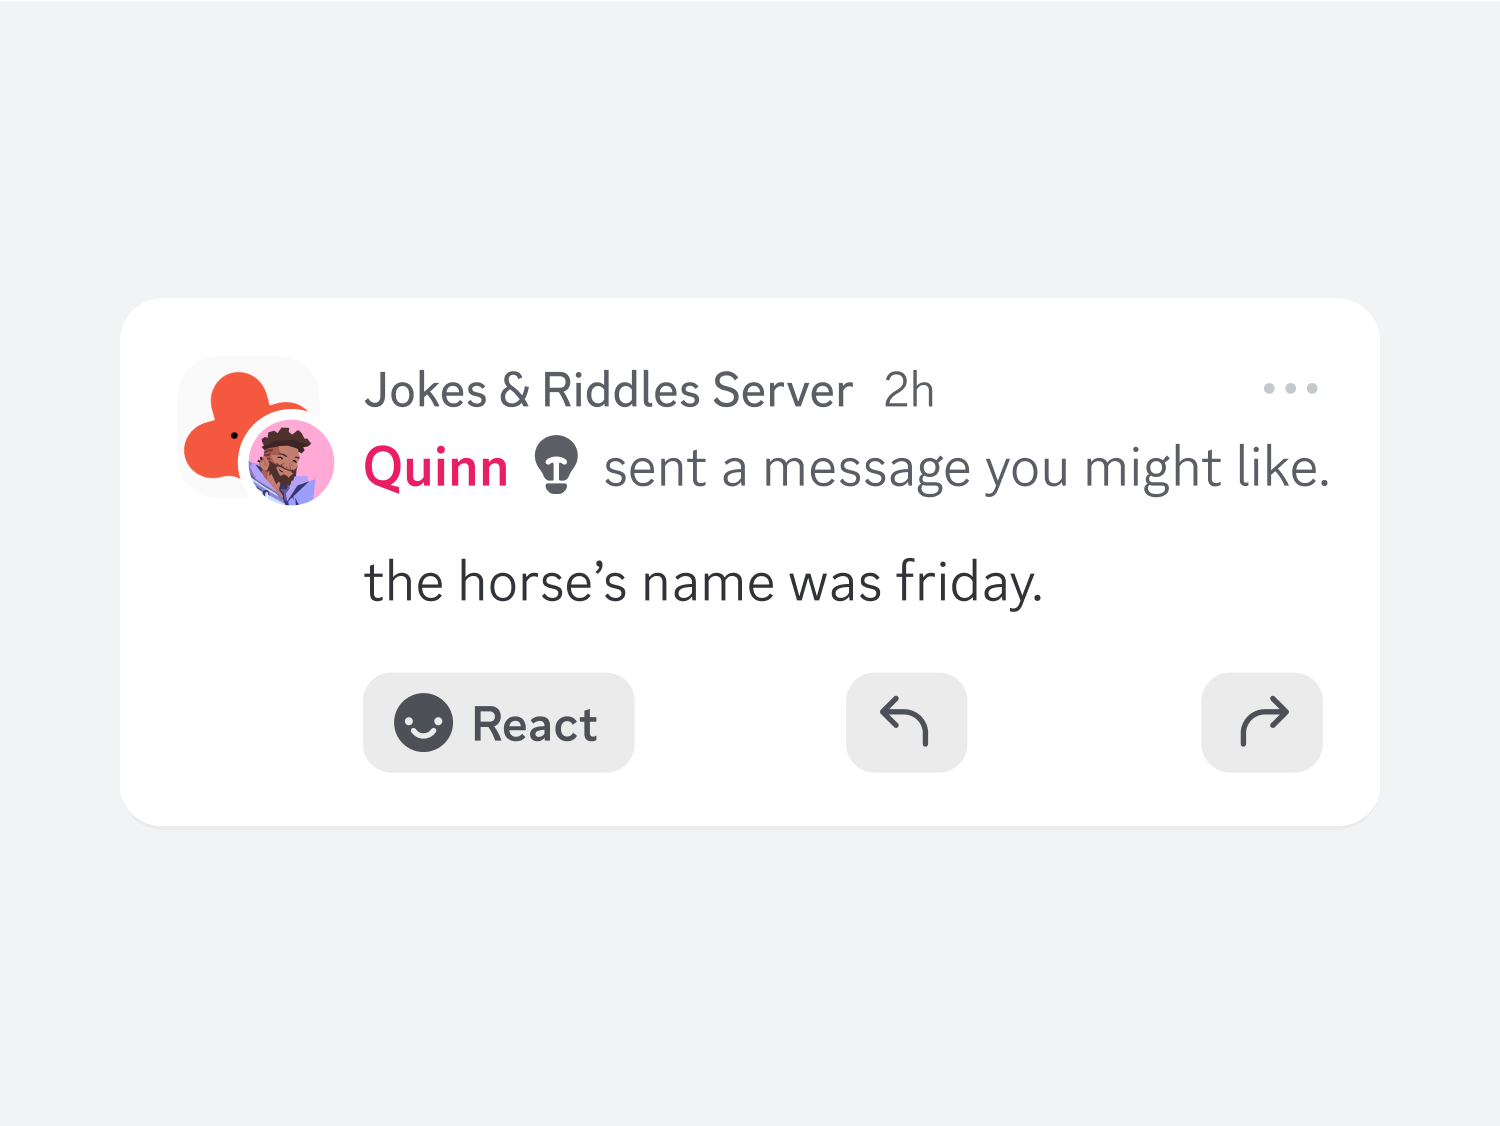 Jokes & Riddles Server 2h
Quinn sent a message you might like.
the horse’s name was friday.
React